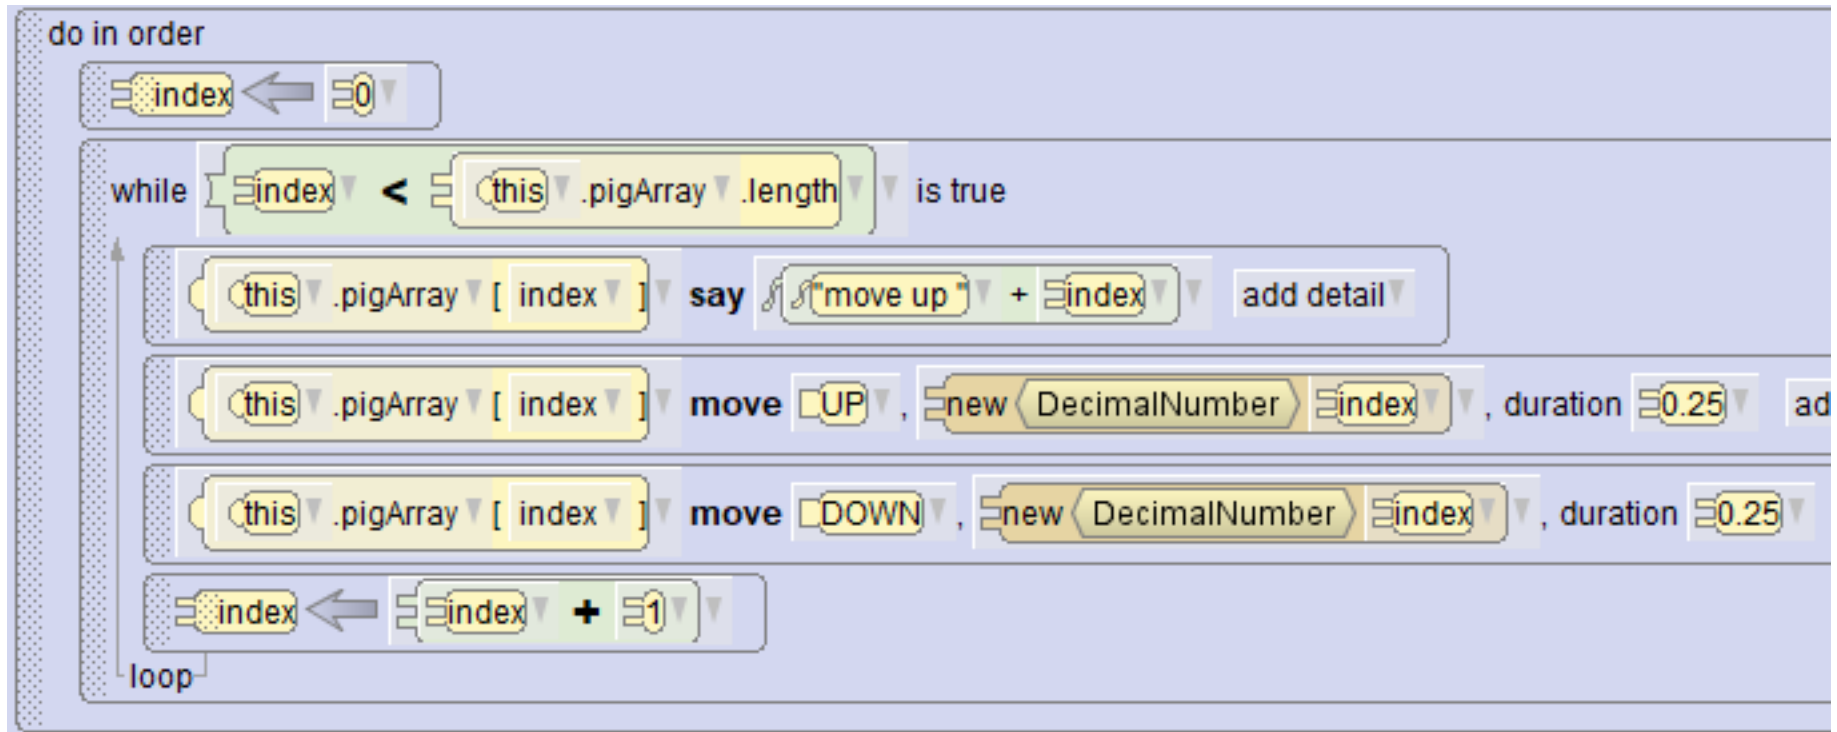 do in order
index 0
while index < this .pigArray .length is true
this .pigArray [ index ] say "move up " + index add detail
this .pigArray [ index ] move UP , new DecimalNumber index , duration 0.25 ad
this .pigArray [ index ] move DOWN , new DecimalNumber index , duration 0.25
index index + 1
loop